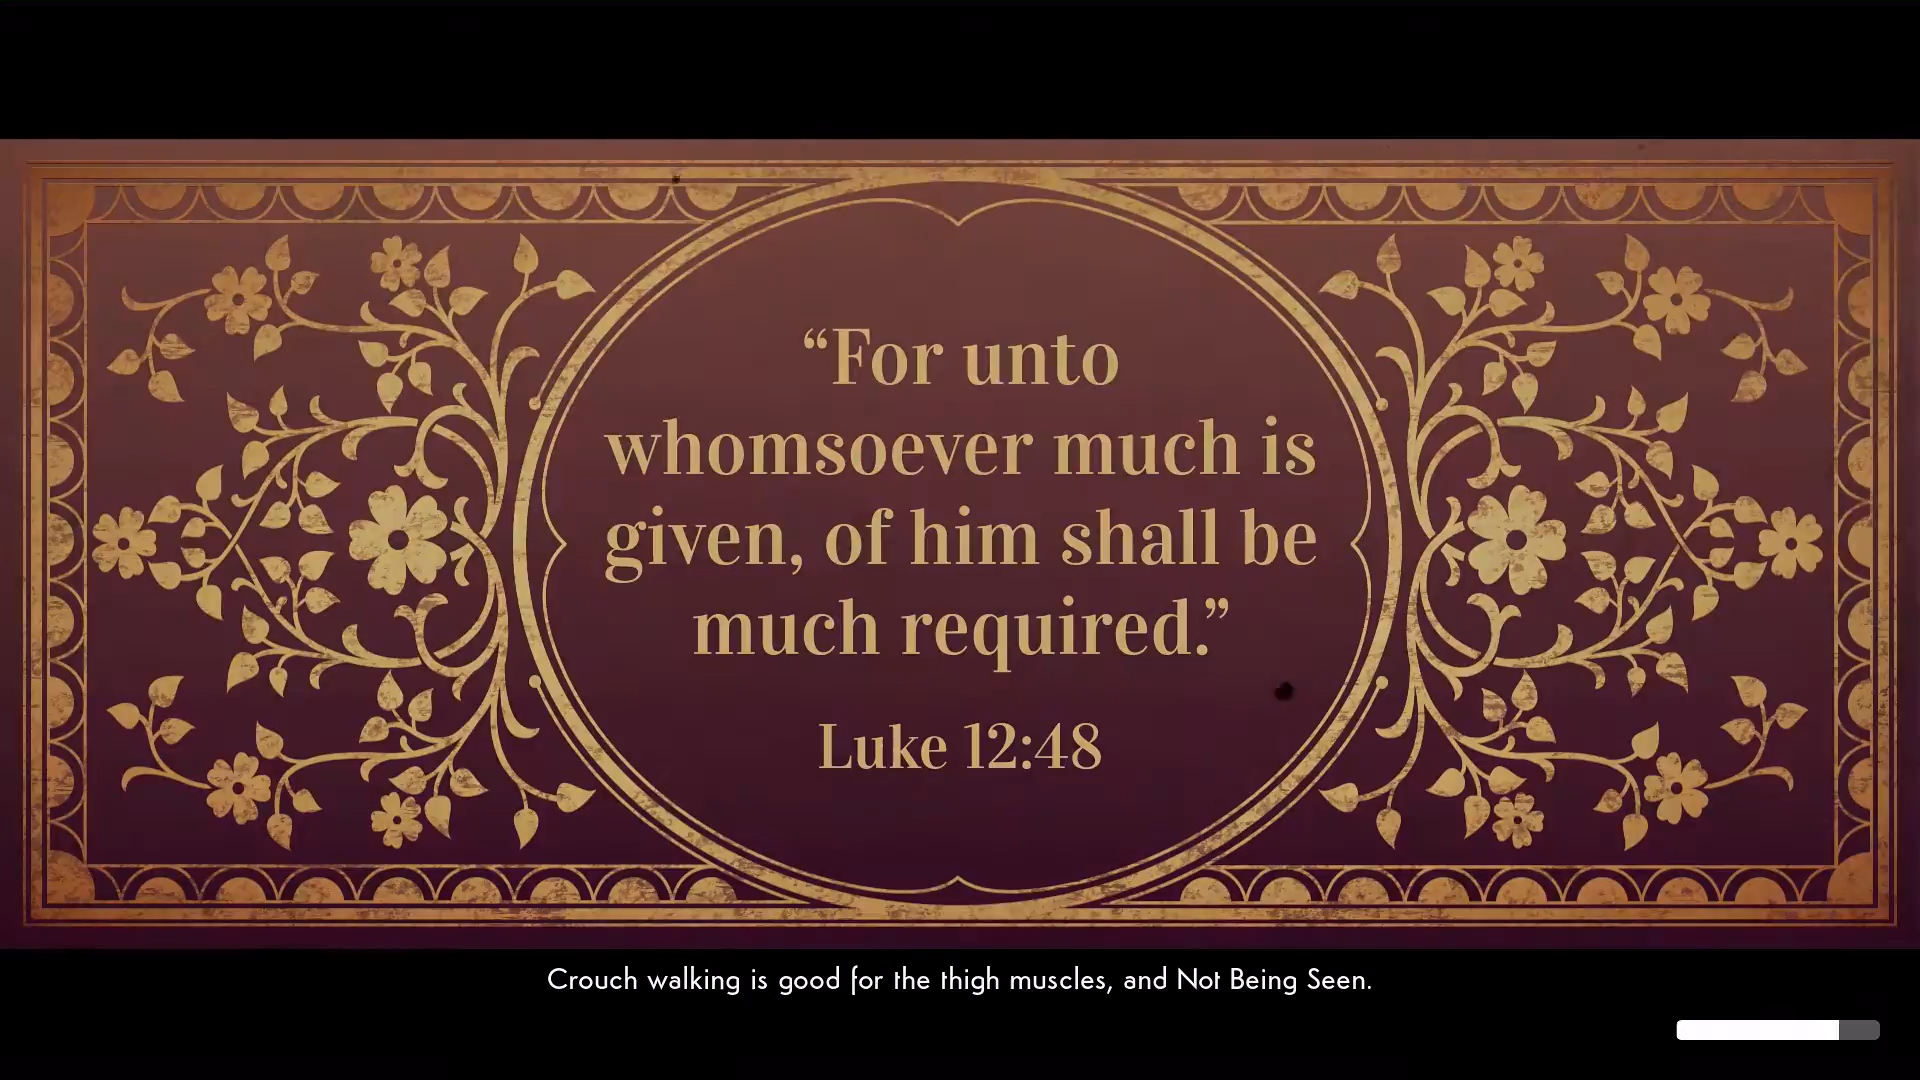 “For unto
whomsoever much is
given, of him shall be
much required.”
Luke 12:48
Crouch walking is good for the thigh muscles, and Not Being Seen.